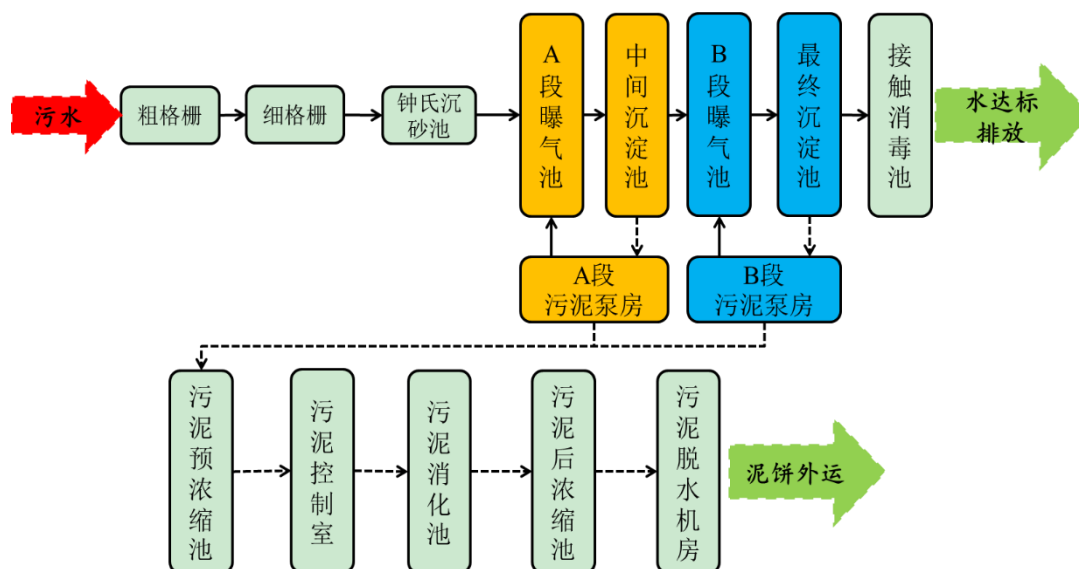 污水
粗格栅
细格栅
钟氏沉
砂池
A段曝气池
中间沉淀池
B段曝气池
最终沉淀池
接触消毒池
水达标
排放
A段
污泥泵房
B段
污泥泵房
污泥预浓缩池
污泥控制室
污泥消化池
污泥后浓缩池
污泥脱水机房
泥饼外运